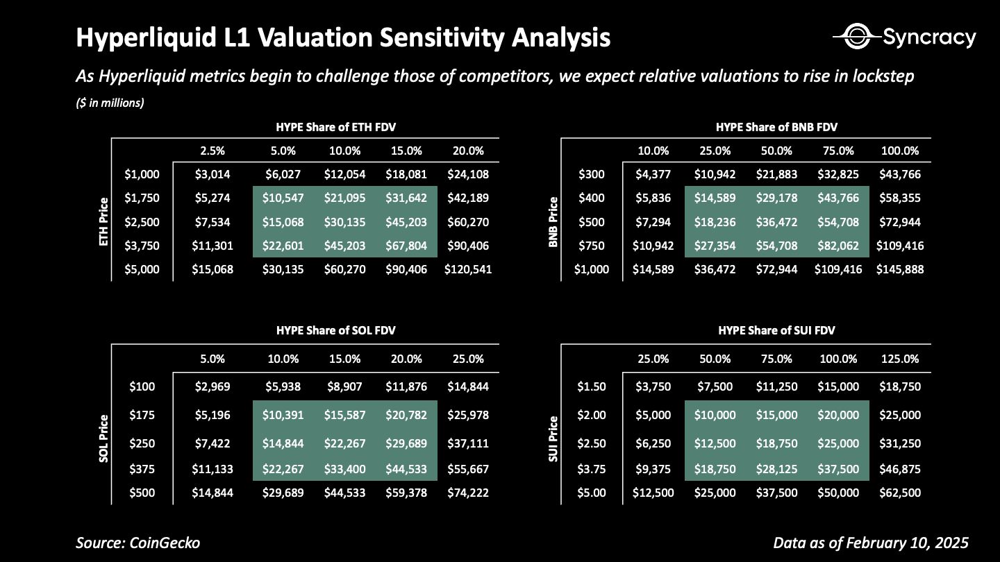 Hyperliquid L1 Valuation Sensitivity Analysis
Syncracy
As Hyperliquid metrics begin to challenge those of competitors, we expect relative valuations to rise in lockstep
($ in millions)
HYPE Share of ETH FDV
2.5% 5.0% 10.0% 15.0% 20.0%
ETH Price
$1,000 $3,014 $6,027 $12,054 $18,081 $24,108
$1,750 $5,274 $10,547 $21,095 $31,642 $42,189
$2,500 $7,534 $15,068 $30,135 $45,203 $60,270
$3,750 $11,301 $22,601 $45,203 $67,804 $90,406
$5,000 $15,068 $30,135 $60,270 $90,406 $120,541
HYPE Share of BNB FDV
10.0% 25.0% 50.0% 75.0% 100.0%
BNB Price
$300 $4,377 $10,942 $21,883 $32,825 $43,766
$400 $5,836 $14,589 $29,178 $43,766 $58,355
$500 $7,294 $18,236 $36,472 $54,708 $72,944
$750 $10,942 $27,354 $54,708 $82,062 $109,416
$1,000 $14,589 $36,472 $72,944 $109,416 $145,888
HYPE Share of SOL FDV
5.0% 10.0% 15.0% 20.0% 25.0%
SOL Price
$100 $2,969 $5,938 $8,907 $11,876 $14,844
$175 $5,196 $10,391 $15,587 $20,782 $25,978
$250 $7,422 $14,844 $22,267 $29,689 $37,111
$375 $11,133 $22,267 $33,400 $44,533 $55,667
$500 $14,844 $29,689 $44,533 $59,378 $74,222
HYPE Share of SUI FDV
25.0% 50.0% 75.0% 100.0% 125.0%
SUI Price
$1.50 $3,750 $7,500 $11,250 $15,000 $18,750
$2.00 $5,000 $10,000 $15,000 $20,000 $25,000
$2.50 $6,250 $12,500 $18,750 $25,000 $31,250
$3.75 $9,375 $18,750 $28,125 $37,500 $46,875
$5.00 $12,500 $25,000 $37,500 $50,000 $62,500
Source: CoinGecko
Data as of February 10, 2025